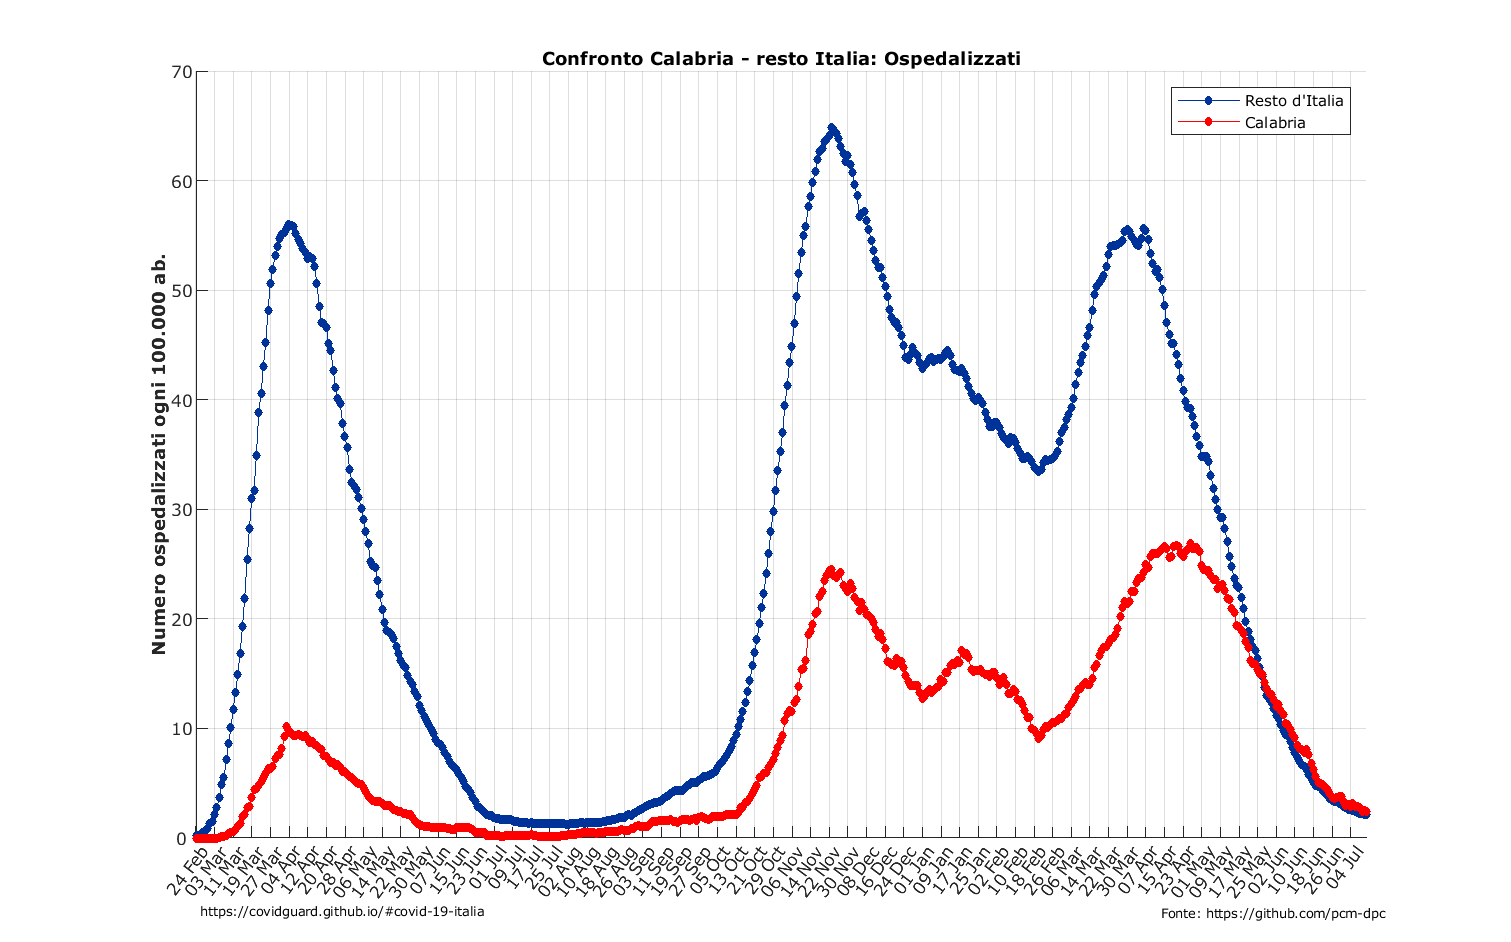 Confronto Calabria - resto Italia: Ospedalizzati
Resto d'Italia
Calabria
Numero ospedalizzati ogni 100.000 ab.
70
60
50
40
30
20
10
0
24 Feb
03 Mar
11 Mar
19 Mar
27 Mar
04 Apr
12 Apr
20 Apr
28 Apr
06 May
14 May
22 May
30 May
07 Jun
15 Jun
23 Jun
01 Jul
09 Jul
17 Jul
25 Jul
02 Aug
10 Aug
18 Aug
26 Aug
03 Sep
11 Sep
19 Sep
27 Sep
05 Oct
13 Oct
21 Oct
29 Oct
06 Nov
14 Nov
22 Nov
30 Nov
08 Dec
16 Dec
24 Dec
01 Jan
09 Jan
17 Jan
25 Jan
02 Feb
10 Feb
18 Feb
26 Feb
06 Mar
14 Mar
22 Mar
30 Mar
07 Apr
15 Apr
23 Apr
01 May
09 May
17 May
25 May
02 Jun
10 Jun
18 Jun
26 Jun
04 Jul
https://covidguard.github.io/#covid-19-italia
Fonte: https://github.com/pcm-dpc